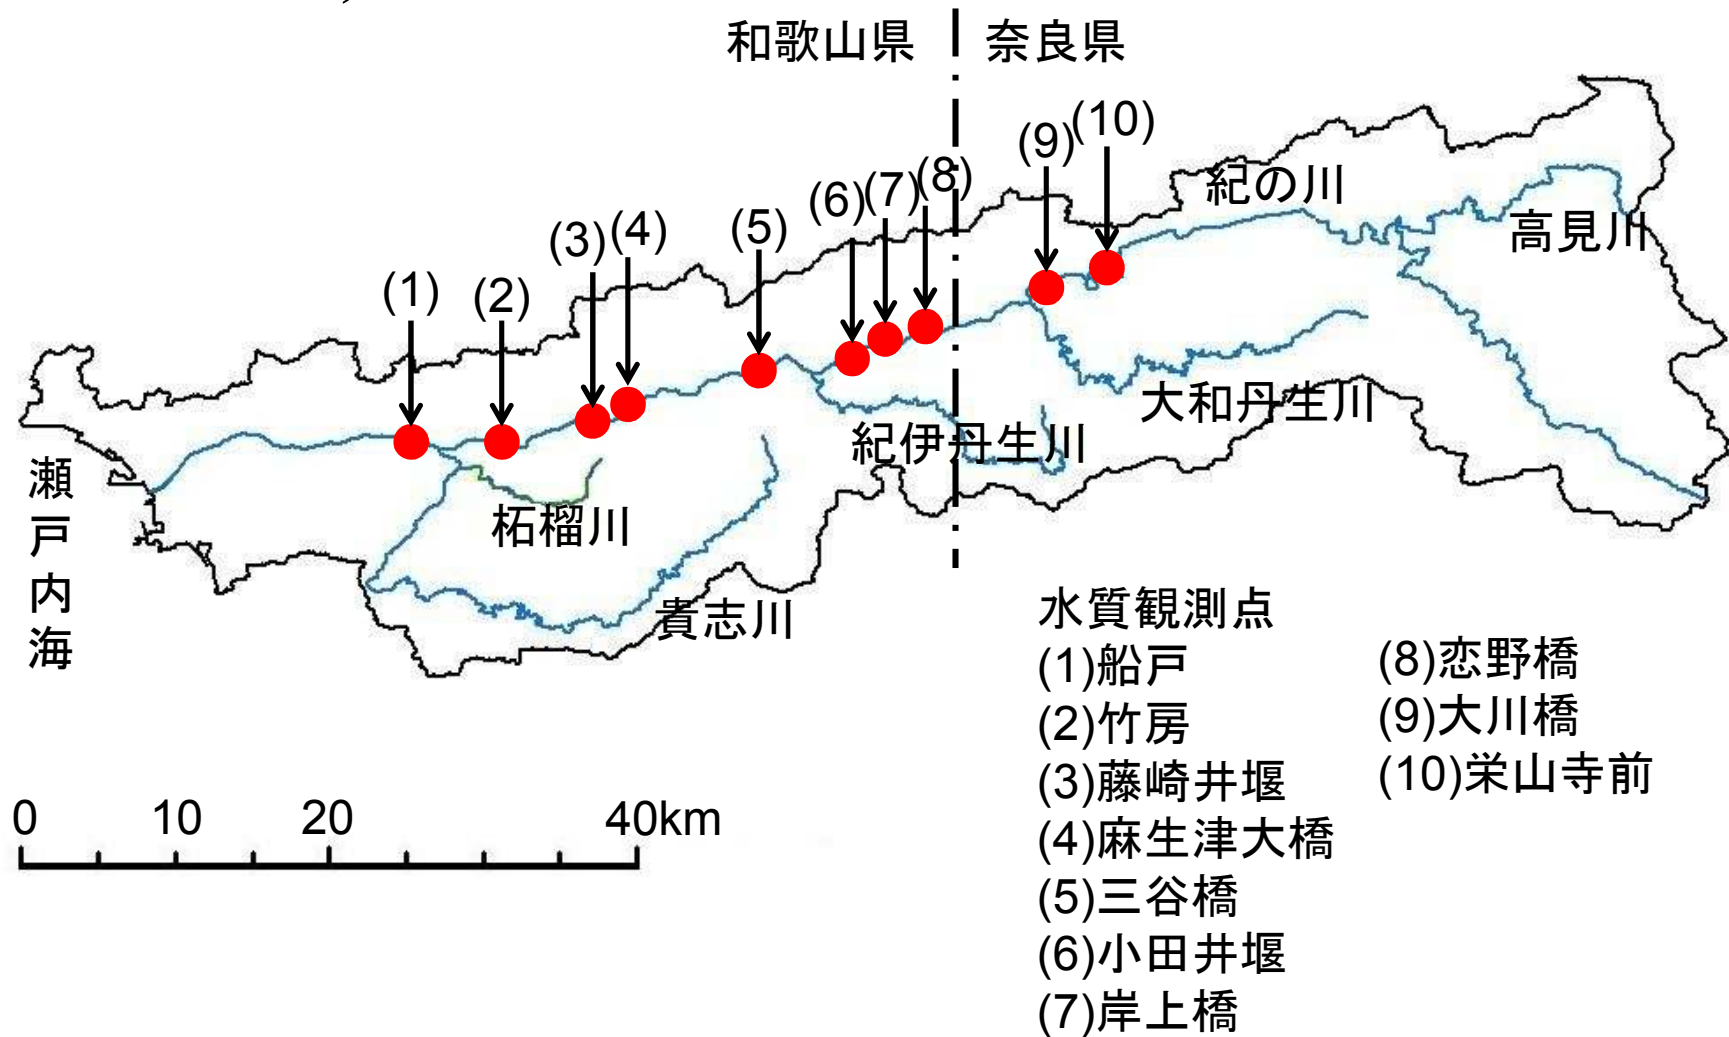 和歌山県
奈良県
(10)
(9)
(8)
(7)
(6)
(5)
(4)
(3)
(2)
(1)
紀の川
高見川
大和丹生川
紀伊丹生川
柘榴川
貴志川
瀬戸内海
0 10 20 40km
水質観測点
(1)船戸
(2)竹房
(3)藤崎井堰
(4)麻生津大橋
(5)三谷橋
(6)小田井堰
(7)岸上橋
(8)恋野橋
(9)大川橋
(10)栄山寺前